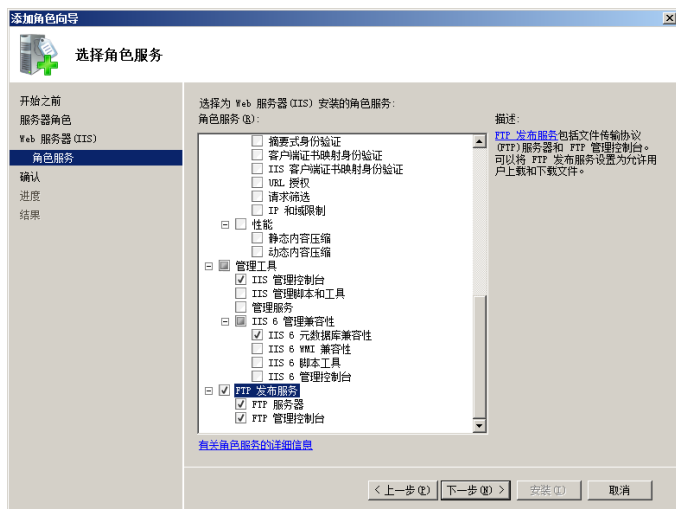 添加角色向导
选择角色服务
开始之前
服务器角色
Web 服务器(IIS)
角色服务
确认
进度
结果
选择为 Web 服务器(IIS) 安装的角色服务:
角色服务(R):
摘要式身份验证
客户端证书映射身份验证
IIS 客户端证书映射身份验证
URL 授权
请求筛选
IP 和域限制
性能
静态内容压缩
动态内容压缩
管理工具
IIS 管理控制台
IIS 管理脚本和工具
管理服务
IIS 6 管理兼容性
IIS 6 元数据库兼容性
IIS 6 WMI 兼容性
IIS 6 脚本工具
IIS 6 管理控制台
FTP 发布服务
FTP 服务器
FTP 管理控制台
有关角色服务的详细信息
描述:
FTP 发布服务包括文件传输协议
(FTP)服务器和 FTP 管理控制台。
可以将 FTP 发布服务设置为允许用
户上载和下载文件。
< 上一步(P)
下一步(N) >
安装(I)
取消